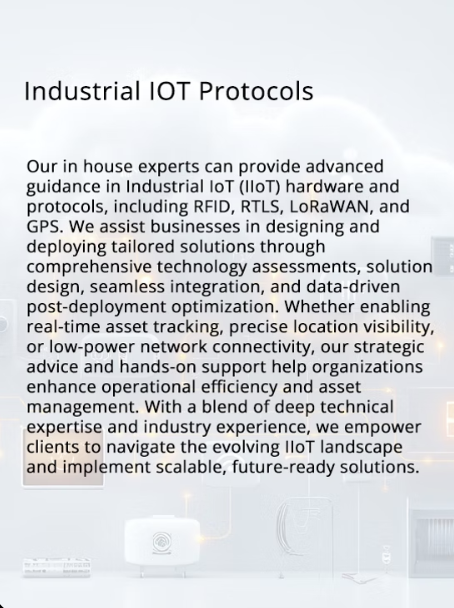 Industrial IOT Protocols
Our in house experts can provide advanced
guidance in Industrial IoT (IIoT) hardware and
protocols, including RFID, RTLS, LoRaWAN, and
GPS. We assist businesses in designing and
deploying tailored solutions through
comprehensive technology assessments, solution
design, seamless integration, and data-driven
post-deployment optimization. Whether enabling
real-time asset tracking, precise location visibility,
or low-power network connectivity, our strategic
advice and hands-on support help organizations
enhance operational efficiency and asset
management. With a blend of deep technical
expertise and industry experience, we empower
clients to navigate the evolving IIoT landscape
and implement scalable, future-ready solutions.